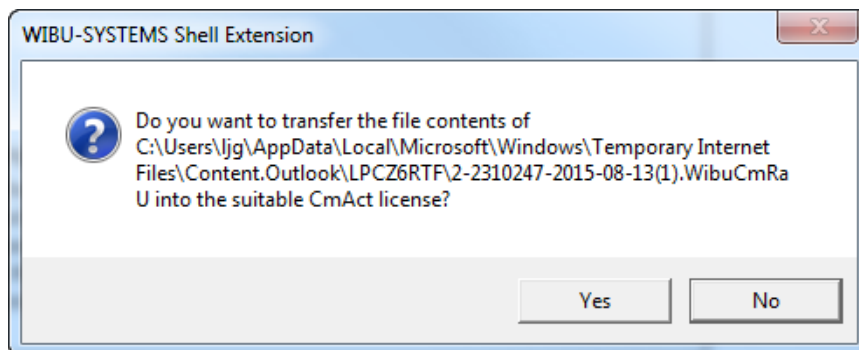 WIBU-SYSTEMS Shell Extension
Do you want to transfer the file contents of
C:\Users\ljg\AppData\Local\Microsoft\Windows\Temporary Internet
Files\Content.Outlook\LPCZ6RTF\2-2310247-2015-08-13(1).WibuCmRa
U into the suitable CmAct license?
Yes
No